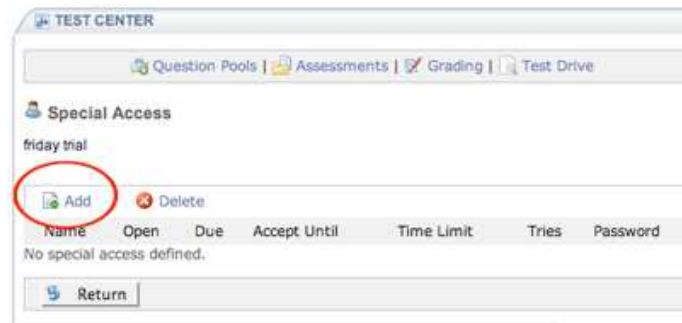 TEST CENTER
Question Pools | Assessments | Grading | Test Drive
Special Access
friday trial
Add Delete
Name Open Due Accept Until Time Limit Tries Password
No special access defined.
Return